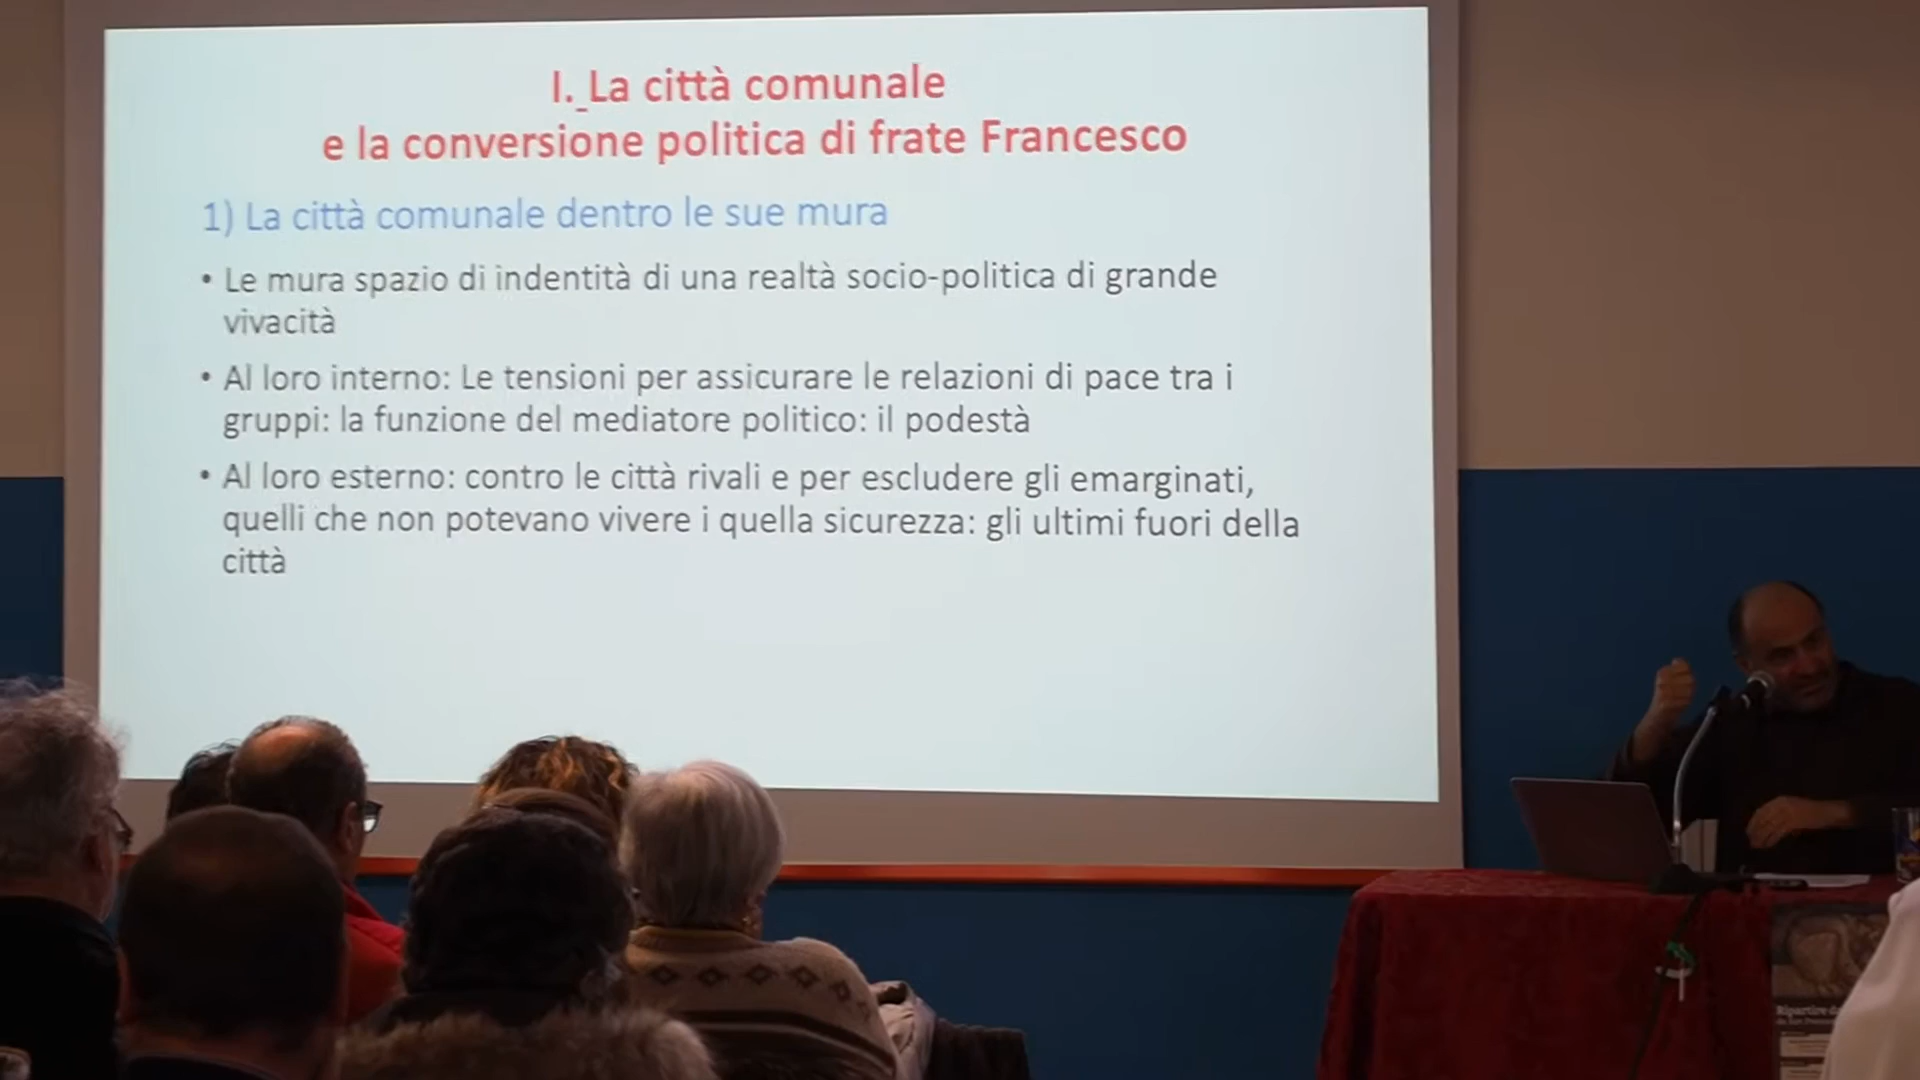 I. La città comunale
e la conversione politica di frate Francesco
1) La città comunale dentro le sue mura
• Le mura spazio di indentità di una realtà socio-politica di grande
vivacità
• Al loro interno: Le tensioni per assicurare le relazioni di pace tra i
gruppi: la funzione del mediatore politico: il podestà
• Al loro esterno: contro le città rivali e per escludere gli emarginati,
quelli che non potevano vivere i quella sicurezza: gli ultimi fuori della
città
Ripartire